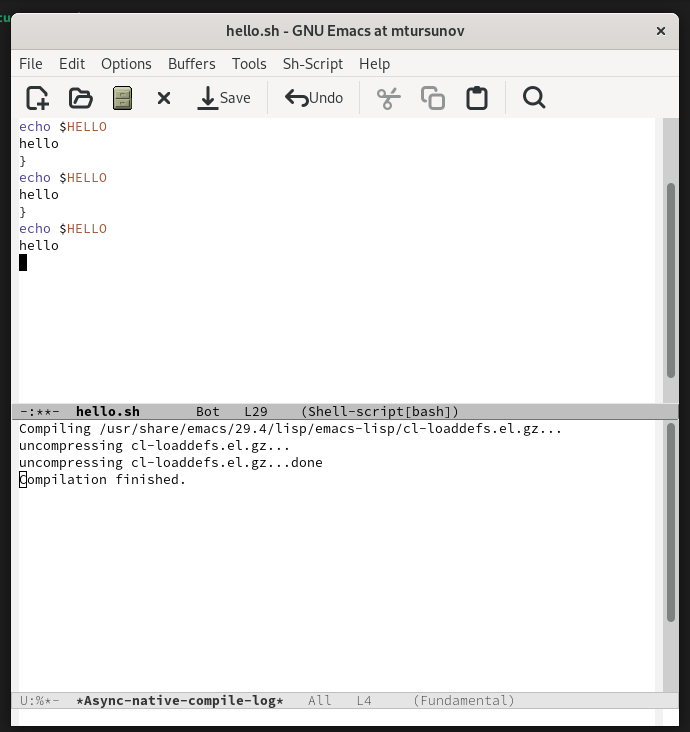 cu
hello.sh - GNU Emacs at mtursunov
File Edit Options Buffers Tools Sh-Script Help
Save Undo
echo $HELLO
hello
}
echo $HELLO
hello
}
echo $HELLO
hello
-:**-  hello.sh       Bot   L29    (Shell-script[bash])
Compiling /usr/share/emacs/29.4/lisp/emacs-lisp/cl-loaddefs.el.gz...
uncompressing cl-loaddefs.el.gz...
uncompressing cl-loaddefs.el.gz...done
Compilation finished.
U:%*-  *Async-native-compile-log*   All   L4     (Fundamental)